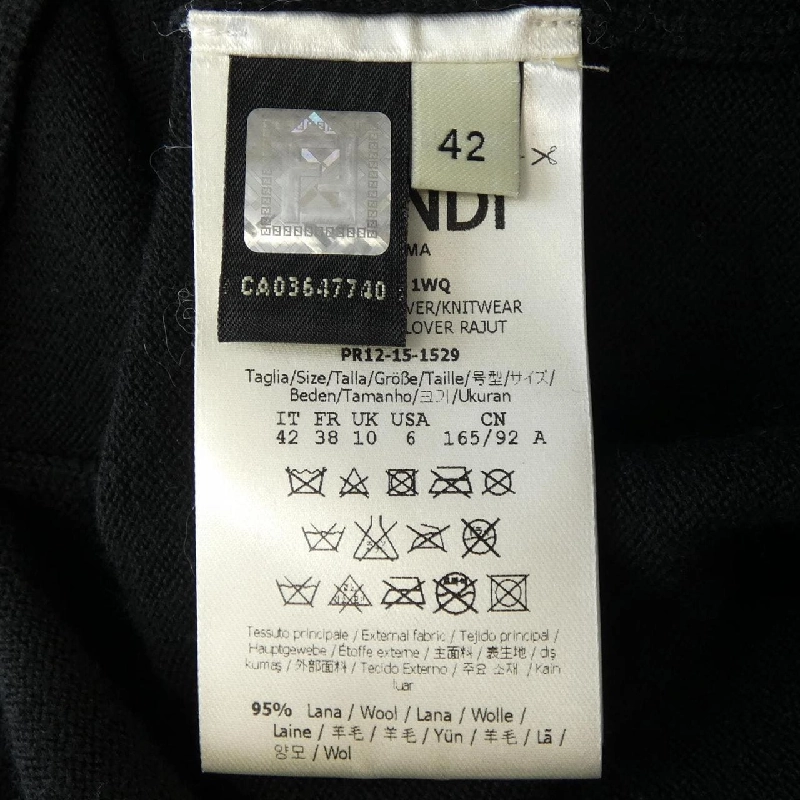 42
NDI
MA
CA03647740
1WQ
VER/KNITWEAR
LOVER RAJUT
PR12-15-1529
Taglia/Size/Talla/Größe/Taille/号型/サイズ/
Beden/Tamanho/크기/Ukuran
IT FR UK USA CN
42 38 10 6 165/92 A
Tessuto principale / External fabric / Tejido principal /
Hauptgewebe / Étoffe externe / 主面料 / 表生地 / dış
kumaş / 外部面料 / Tecido Externo / 주요 소재 / Kain
luar
95% Lana / Wool / Lana / Wolle /
Laine / 羊毛 / 羊毛 / Yün / 羊毛 / Lã /
양모 / Wol